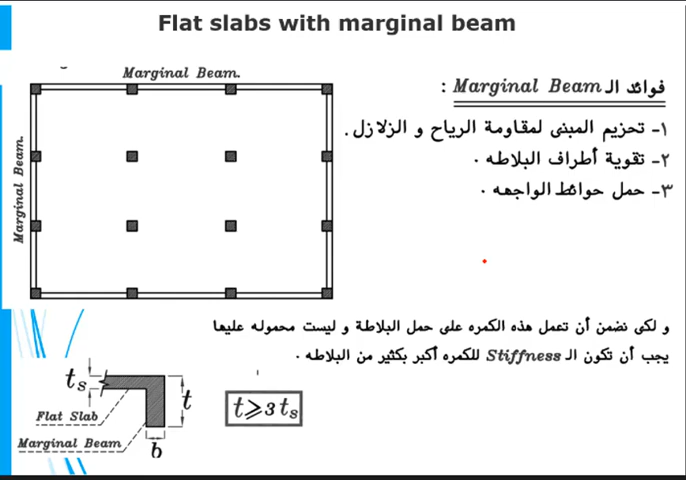 Flat slabs with marginal beam
Marginal Beam.
Marginal Beam.
فوائد الـ Marginal Beam :
١- تحزيم المبنى لمقاومة الرياح و الزلازل.
٢- تقوية أطراف البلاطه .
٣- حمل حوائط الواجهه .
و لكى نضمن أن تعمل هذه الكمره على حمل البلاطة و ليست محموله عليها
يجب أن تكون الـ Stiffness للكمره أكبر بكثير من البلاطه .
ts
t
Flat Slab
Marginal Beam
b
t⩾3 ts